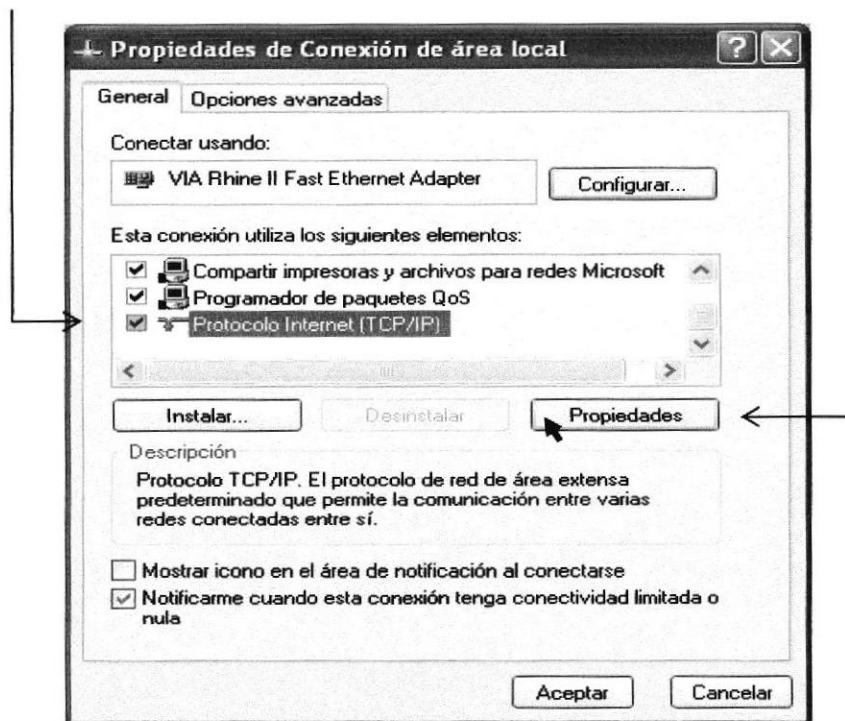 Propiedades de Conexión de área local
General Opciones avanzadas
Conectar usando:
VIA Rhine II Fast Ethernet Adapter Configurar...
Esta conexión utiliza los siguientes elementos:
Compartir impresoras y archivos para redes Microsoft
Programador de paquetes QoS
Protocolo Internet (TCP/IP)
Instalar... Desinstalar Propiedades
Descripción
Protocolo TCP/IP. El protocolo de red de área extensa
predeterminado que permite la comunicación entre varias
redes conectadas entre sí.
Mostrar icono en el área de notificación al conectarse
Notificarme cuando esta conexión tenga conectividad limitada o
nula
Aceptar Cancelar